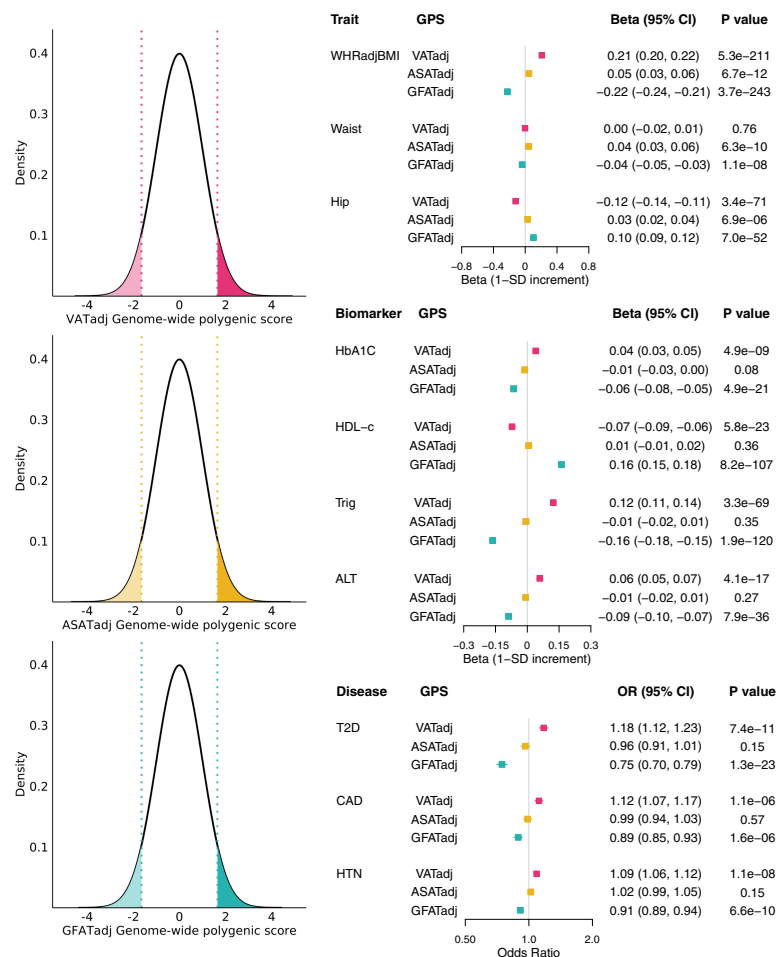 0.4
0.3
0.2
0.1
Density
-4 -2 0 2 4
VATadj Genome-wide polygenic score
0.4
0.3
0.2
0.1
Density
-4 -2 0 2 4
ASATadj Genome-wide polygenic score
0.4
0.3
0.2
0.1
Density
-4 -2 0 2 4
GFATadj Genome-wide polygenic score
Trait GPS Beta (95% CI) P value
WHRadjBMI VATadj 0.21 (0.20, 0.22) 5.3e−211
ASATadj 0.05 (0.03, 0.06) 6.7e−12
GFATadj −0.22 (−0.24, −0.21) 3.7e−243
Waist VATadj 0.00 (−0.02, 0.01) 0.76
ASATadj 0.04 (0.03, 0.06) 6.3e−10
GFATadj −0.04 (−0.05, −0.03) 1.1e−08
Hip VATadj −0.12 (−0.14, −0.11) 3.4e−71
ASATadj 0.03 (0.02, 0.04) 6.9e−06
GFATadj 0.10 (0.09, 0.12) 7.0e−52
−0.8 −0.4 0 0.4 0.8
Beta (1−SD increment)
Biomarker GPS Beta (95% CI) P value
HbA1C VATadj 0.04 (0.03, 0.05) 4.9e−09
ASATadj −0.01 (−0.03, 0.00) 0.08
GFATadj −0.06 (−0.08, −0.05) 4.9e−21
HDL−c VATadj −0.07 (−0.09, −0.06) 5.8e−23
ASATadj 0.01 (−0.01, 0.02) 0.36
GFATadj 0.16 (0.15, 0.18) 8.2e−107
Trig VATadj 0.12 (0.11, 0.14) 3.3e−69
ASATadj −0.01 (−0.02, 0.01) 0.35
GFATadj −0.16 (−0.18, −0.15) 1.9e−120
ALT VATadj 0.06 (0.05, 0.07) 4.1e−17
ASATadj −0.01 (−0.02, 0.01) 0.27
GFATadj −0.09 (−0.10, −0.07) 7.9e−36
−0.3 −0.15 0 0.15 0.3
Beta (1−SD increment)
Disease GPS OR (95% CI) P value
T2D VATadj 1.18 (1.12, 1.23) 7.4e−11
ASATadj 0.96 (0.91, 1.01) 0.15
GFATadj 0.75 (0.70, 0.79) 1.3e−23
CAD VATadj 1.12 (1.07, 1.17) 1.1e−06
ASATadj 0.99 (0.94, 1.03) 0.57
GFATadj 0.89 (0.85, 0.93) 1.6e−06
HTN VATadj 1.09 (1.06, 1.12) 1.1e−08
ASATadj 1.02 (0.99, 1.05) 0.15
GFATadj 0.91 (0.89, 0.94) 6.6e−10
0.50 1.0 2.0
Odds Ratio